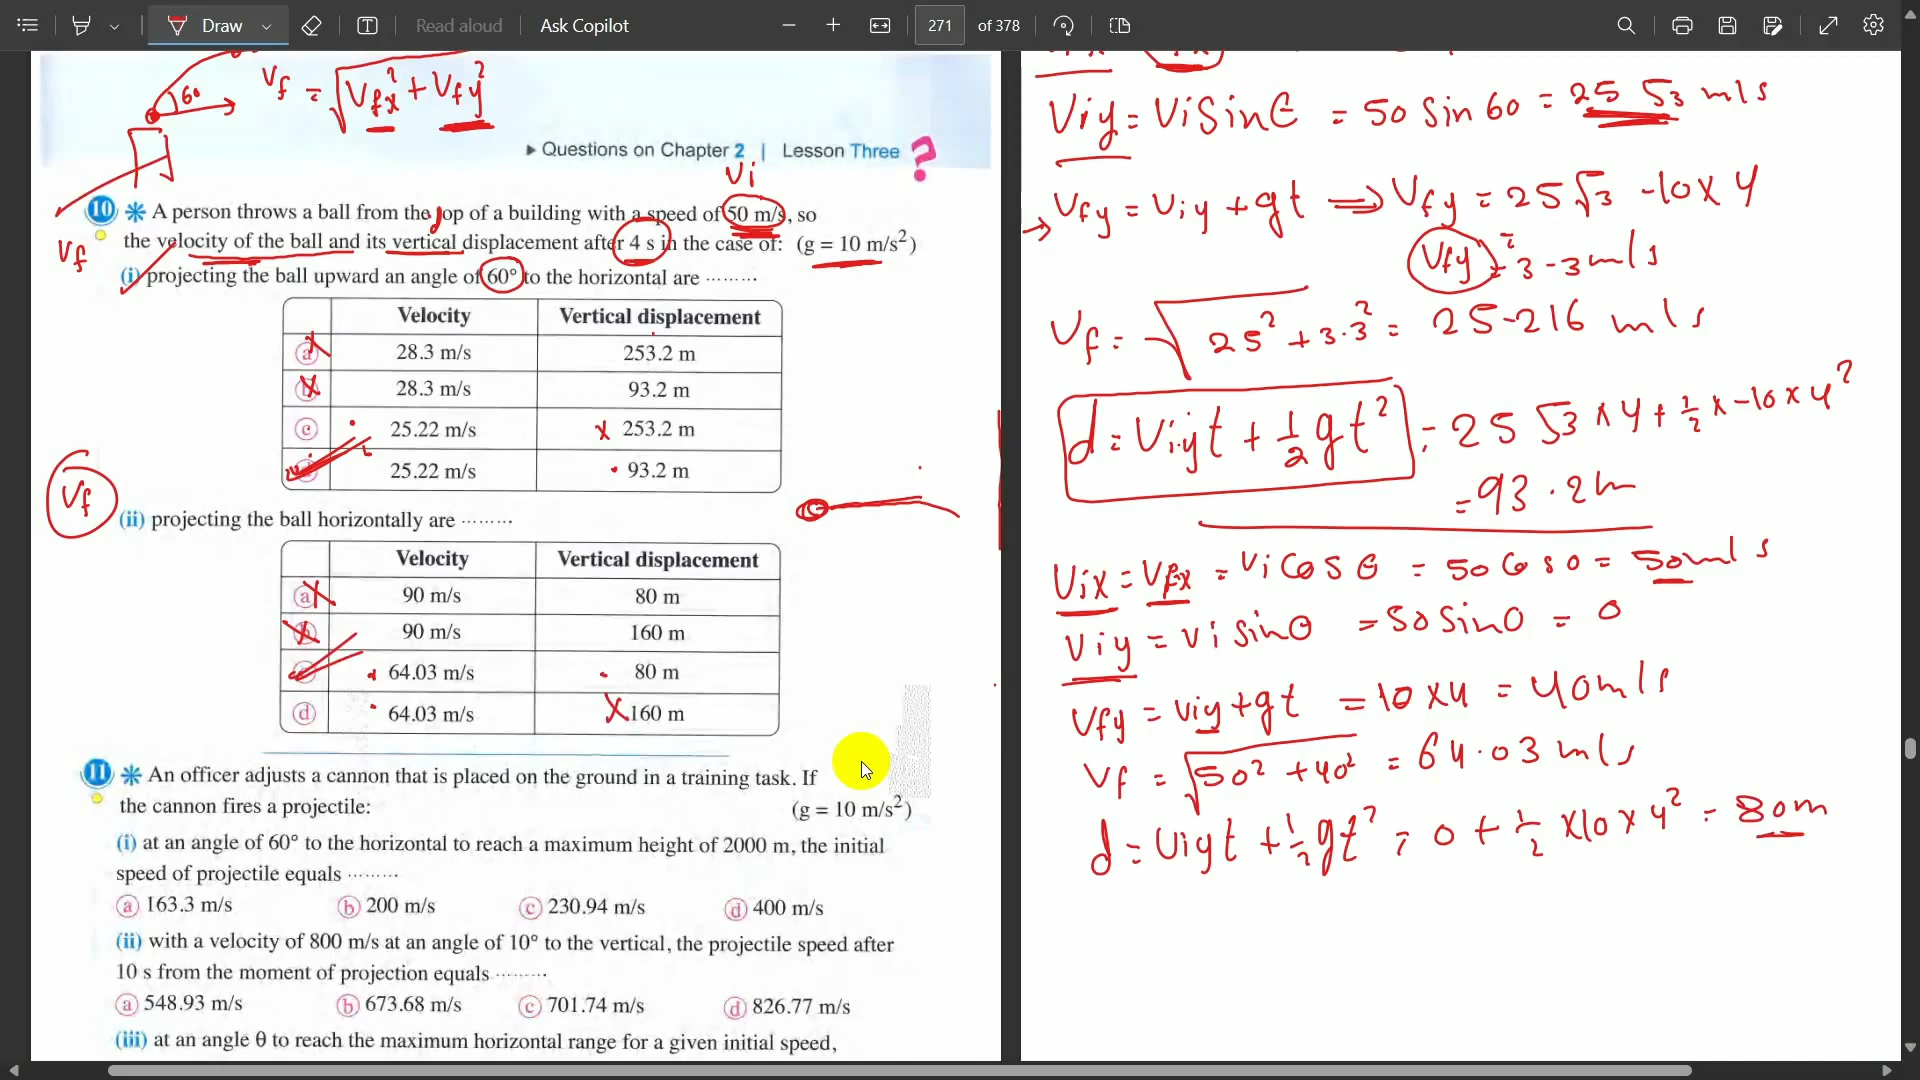 Draw
Read aloud
Ask Copilot
271 of 378
60
Vf = √Vfx² + Vfy²
▸ Questions on Chapter 2 | Lesson Three ?
Vi
10 * A person throws a ball from the top of a building with a speed of 50 m/s, so
the velocity of the ball and its vertical displacement after 4 s in the case of: (g = 10 m/s²)
Vf
(i) projecting the ball upward an angle of 60° to the horizontal are ·········
Velocity Vertical displacement
a 28.3 m/s 253.2 m
b 28.3 m/s 93.2 m
c 25.22 m/s x 253.2 m
25.22 m/s 93.2 m
Vf
(ii) projecting the ball horizontally are ·········
Velocity Vertical displacement
a 90 m/s 80 m
b 90 m/s 160 m
c 64.03 m/s 80 m
d 64.03 m/s X 160 m
11 * An officer adjusts a cannon that is placed on the ground in a training task. If
the cannon fires a projectile: (g = 10 m/s²)
(i) at an angle of 60° to the horizontal to reach a maximum height of 2000 m, the initial
speed of projectile equals ·········
a 163.3 m/s b 200 m/s c 230.94 m/s d 400 m/s
(ii) with a velocity of 800 m/s at an angle of 10° to the vertical, the projectile speed after
10 s from the moment of projection equals ·········
a 548.93 m/s b 673.68 m/s c 701.74 m/s d 826.77 m/s
(iii) at an angle θ to reach the maximum horizontal range for a given initial speed,
Viy = Vi Sinθ = 50 Sin 60 = 25 √3 m/s
→ Vfy = Viy + gt ⟹ Vfy = 25 √3 - 10 x 4
Vfy = 3-3 m/s
Vf = √25² + 3.3² = 25-216 m/s
d = Viyt + 1/2 gt² = 25 √3 x 4 + 1/2 x -10 x 4²
= 93.2 m
Vix = Vfx = Vi Cos θ = 50 Cos 0 = 50 m/s
Viy = Vi Sinθ = 50 Sin 0 = 0
Vfy = Viy + gt = 10 x 4 = 40 m/s
Vf = √50² + 40² = 64.03 m/s
d = Viyt + 1/2 gt² = 0 + 1/2 x 10 x 4² = 80 m